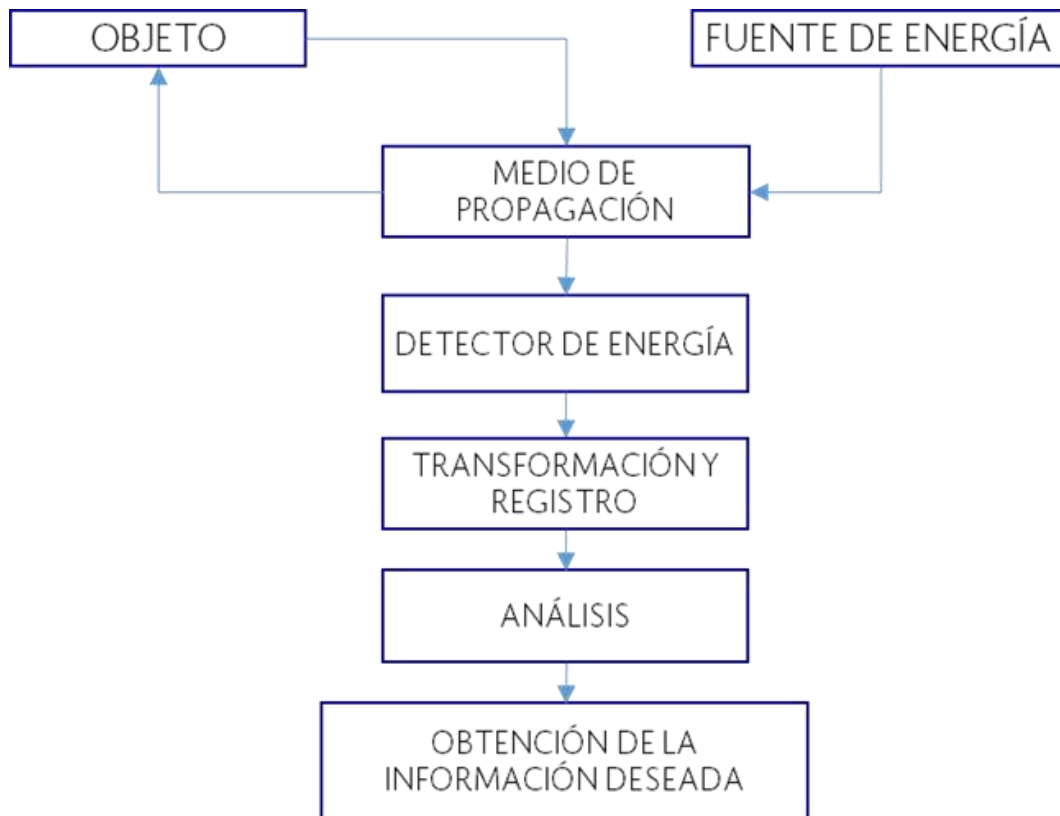 OBJETO
FUENTE DE ENERGÍA
MEDIO DE
PROPAGACIÓN
DETECTOR DE ENERGÍA
TRANSFORMACIÓN Y
REGISTRO
ANÁLISIS
OBTENCIÓN DE LA
INFORMACIÓN DESEADA